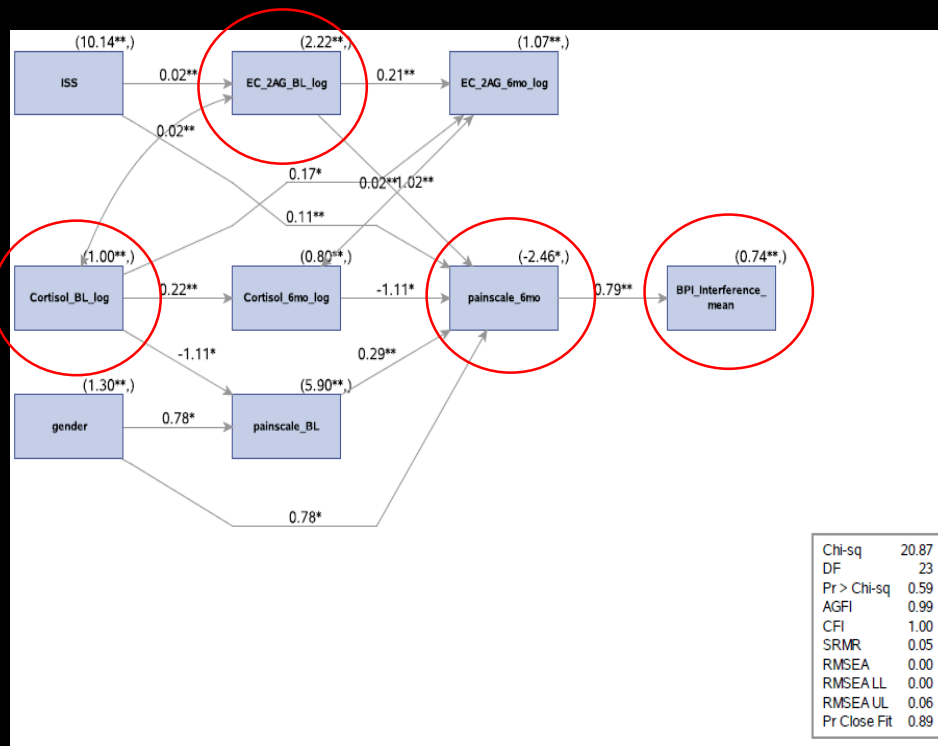 (10.14**,)
(2.22**,)
(1.07**,)
ISS
0.02**
EC_2AG_BL_log
0.21**
EC_2AG_6mo_log
0.02**
0.17*
0.02**
1.02**
0.11**
(1.00**,)
(0.80**,)
(-2.46*,)
(0.74**,)
Cortisol_BL_log
0.22**
Cortisol_6mo_log
-1.11*
painscale_6mo
0.79**
BPI_Interference_
mean
-1.11*
0.29**
(1.30**,)
(5.90**,)
gender
0.78*
painscale_BL
0.78*
Chi-sq 20.87
DF 23
Pr > Chi-sq 0.59
AGFI 0.99
CFI 1.00
SRMR 0.05
RMSEA 0.00
RMSEA LL 0.00
RMSEA UL 0.06
Pr Close Fit 0.89